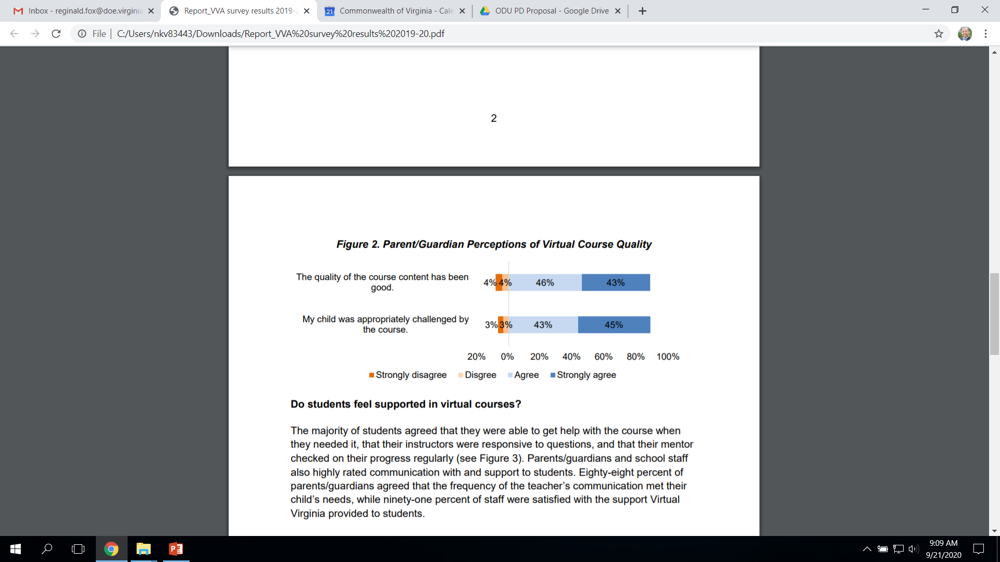 Inbox - reginald.fox@doe.virginia
Report_VVA survey results 2019-2
Commonwealth of Virginia - Cale
ODU PD Proposal - Google Drive
File
C:/Users/nkv83443/Downloads/Report_VVA%20survey%20results%202019-20.pdf
2
Figure 2. Parent/Guardian Perceptions of Virtual Course Quality
The quality of the course content has been
good.
4% 4% 46% 43%
My child was appropriately challenged by
the course.
3% 3% 43% 45%
20% 0% 20% 40% 60% 80% 100%
Strongly disagree Disgree Agree Strongly agree
Do students feel supported in virtual courses?
The majority of students agreed that they were able to get help with the course when
they needed it, that their instructors were responsive to questions, and that their mentor
checked on their progress regularly (see Figure 3). Parents/guardians and school staff
also highly rated communication with and support to students. Eighty-eight percent of
parents/guardians agreed that the frequency of the teacher’s communication met their
child’s needs, while ninety-one percent of staff were satisfied with the support Virtual
Virginia provided to students.
9:09 AM
9/21/2020